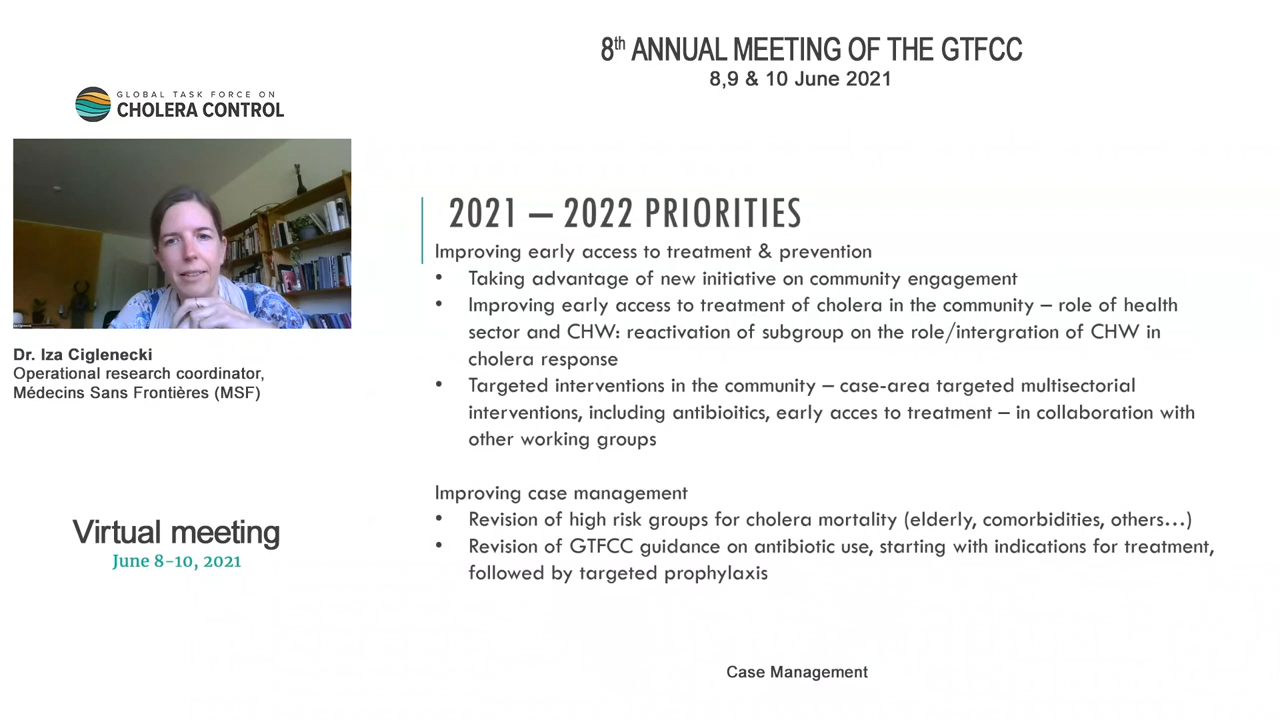 8th ANNUAL MEETING OF THE GTFCC
8,9 & 10 June 2021
GLOBAL TASK FORCE ON
CHOLERA CONTROL
Dr. Iza Ciglenecki
Operational research coordinator,
Médecins Sans Frontières (MSF)
Virtual meeting
June 8-10, 2021
2021 – 2022 PRIORITIES
Improving early access to treatment & prevention
• Taking advantage of new initiative on community engagement
• Improving early access to treatment of cholera in the community – role of health
sector and CHW: reactivation of subgroup on the role/intergration of CHW in
cholera response
• Targeted interventions in the community – case-area targeted multisectorial
interventions, including antibioitics, early acces to treatment – in collaboration with
other working groups
Improving case management
• Revision of high risk groups for cholera mortality (elderly, comorbidities, others…)
• Revision of GTFCC guidance on antibiotic use, starting with indications for treatment,
followed by targeted prophylaxis
Case Management